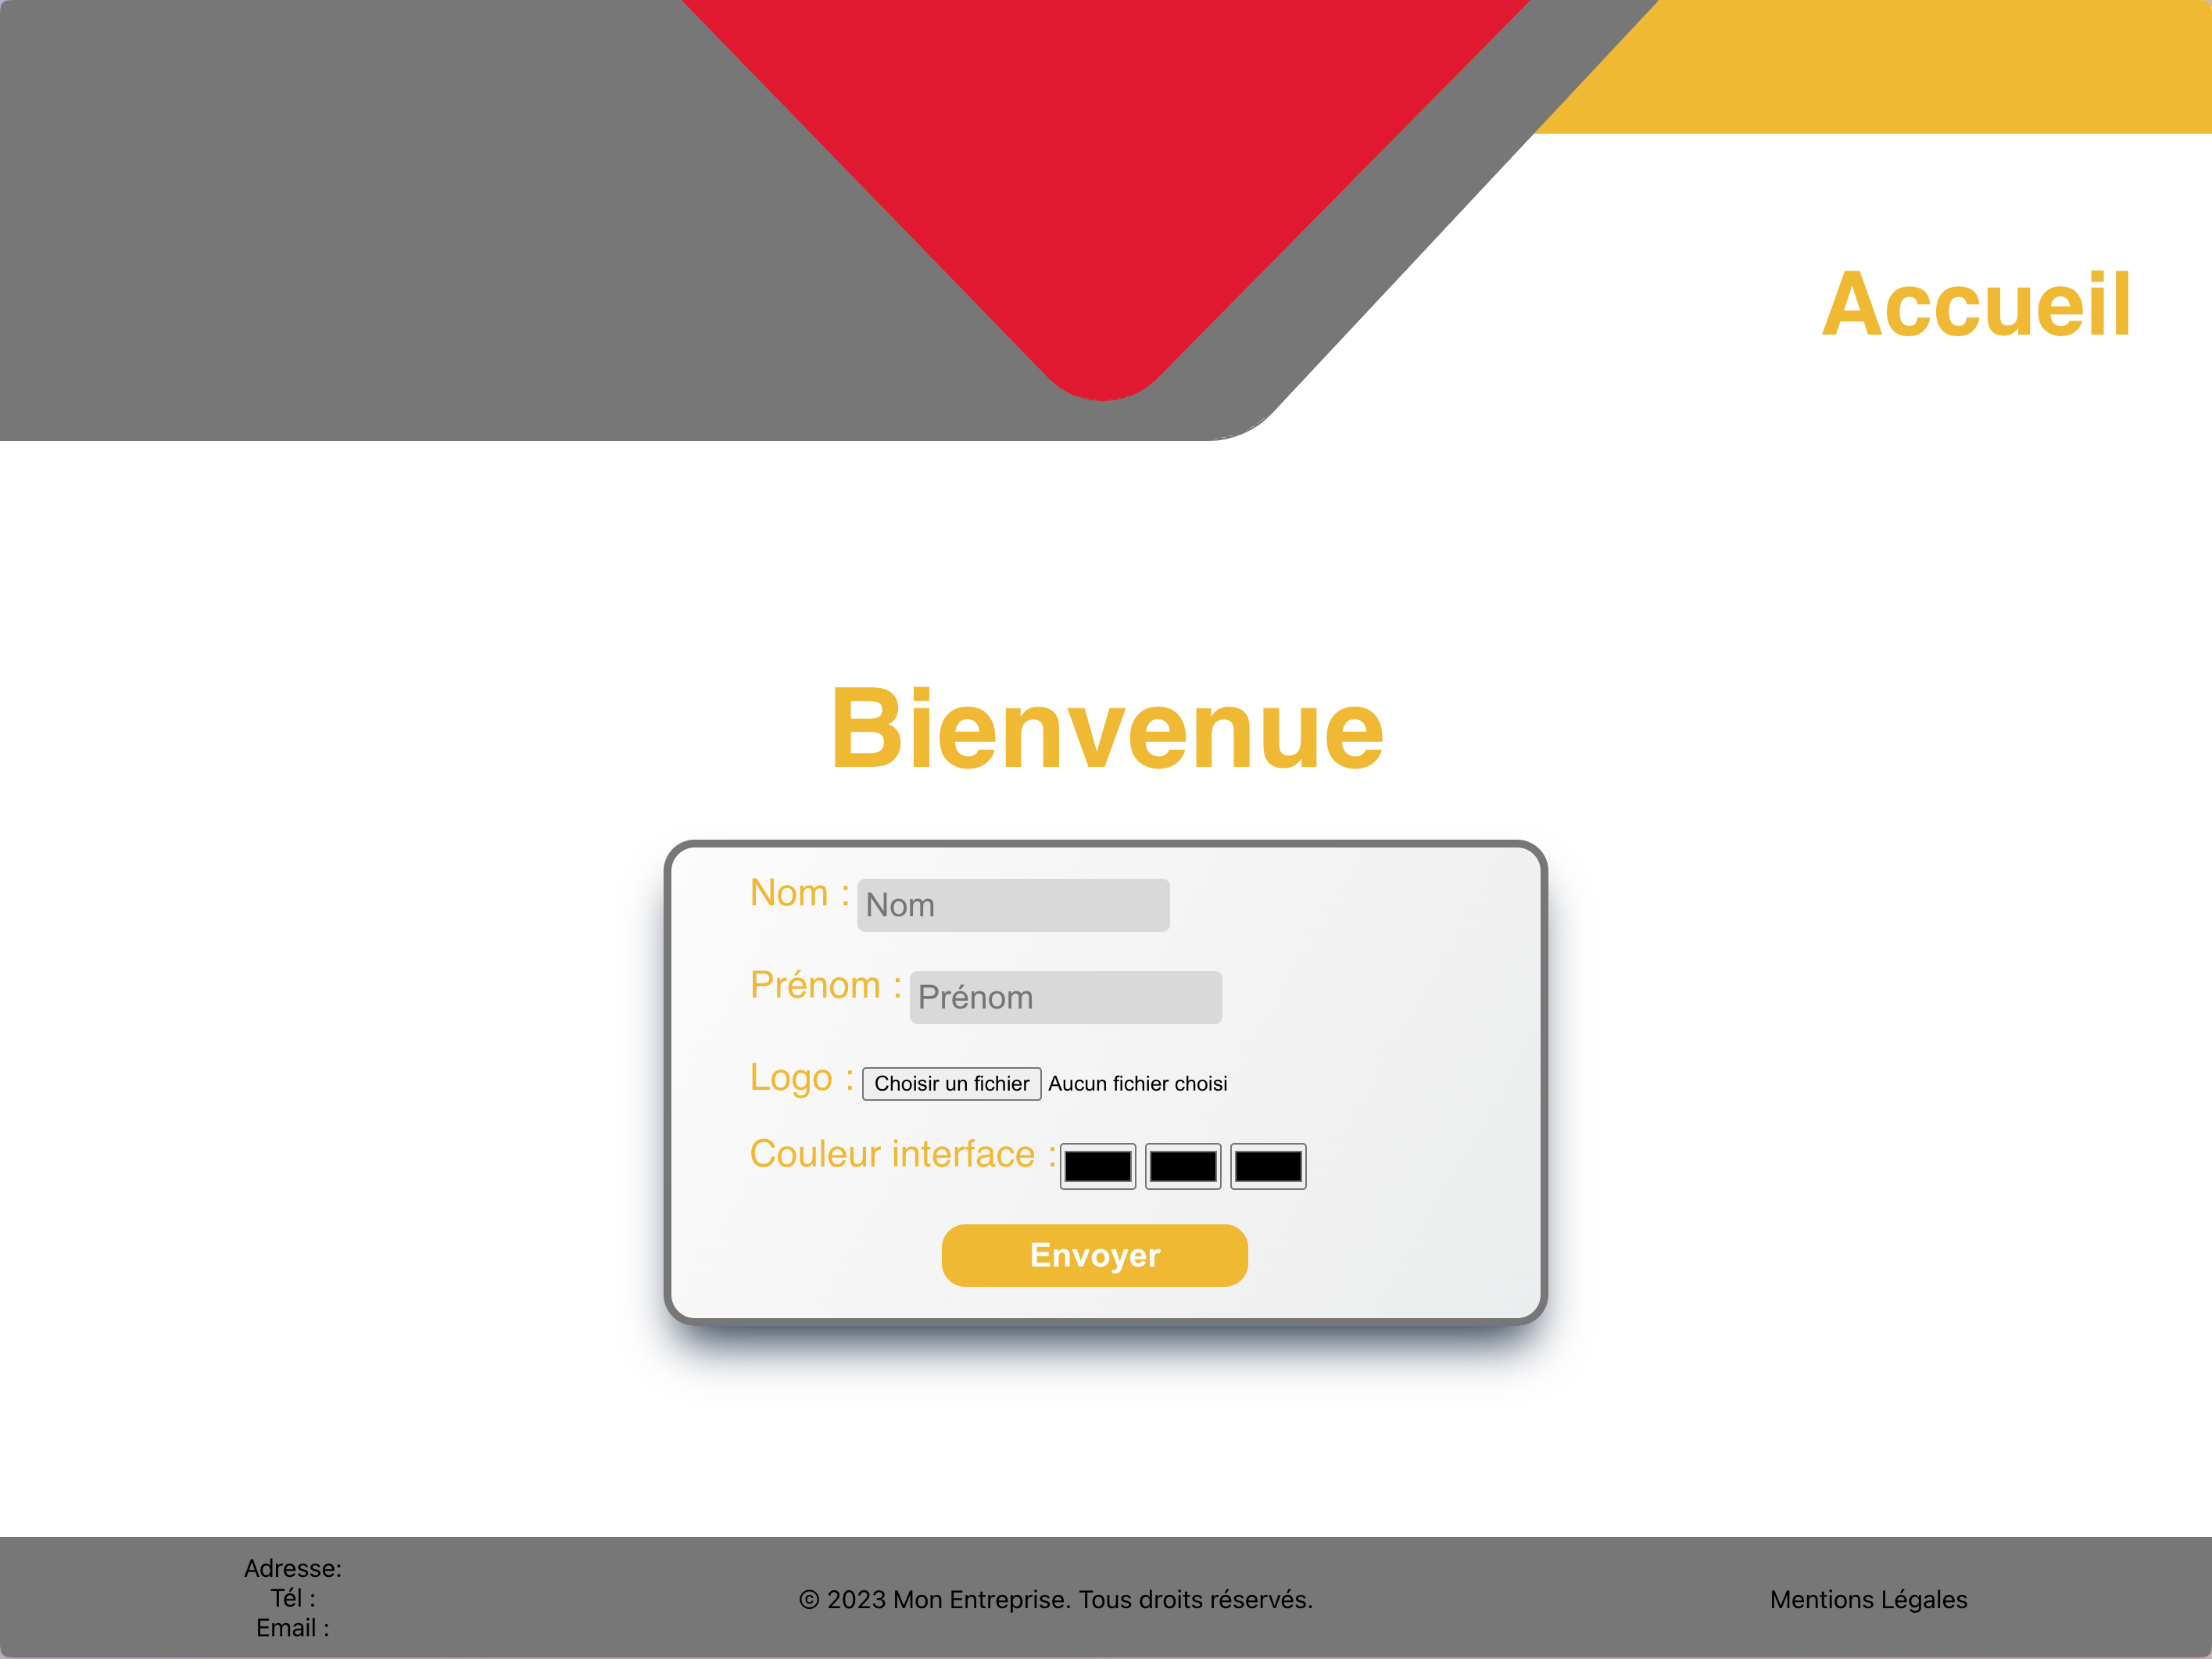 Accueil
Bienvenue
Nom : Nom
Prénom : Prénom
Logo : Choisir un fichier Aucun fichier choisi
Couleur interface :
Envoyer
Adresse:
Tél :
Email :
© 2023 Mon Entreprise. Tous droits réservés.
Mentions Légales